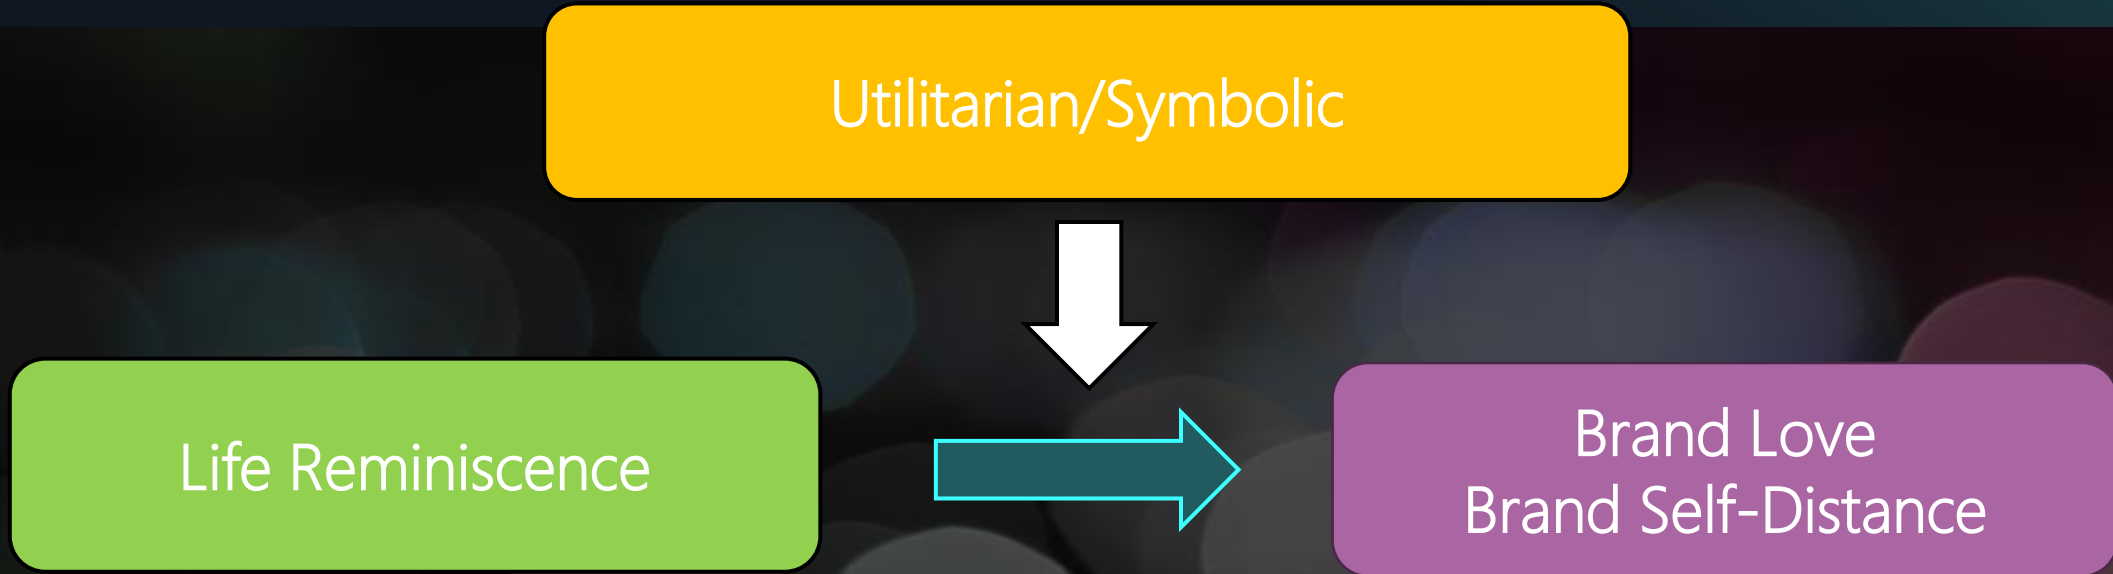 Utilitarian/Symbolic
Life Reminiscence
Brand Love
Brand Self-Distance